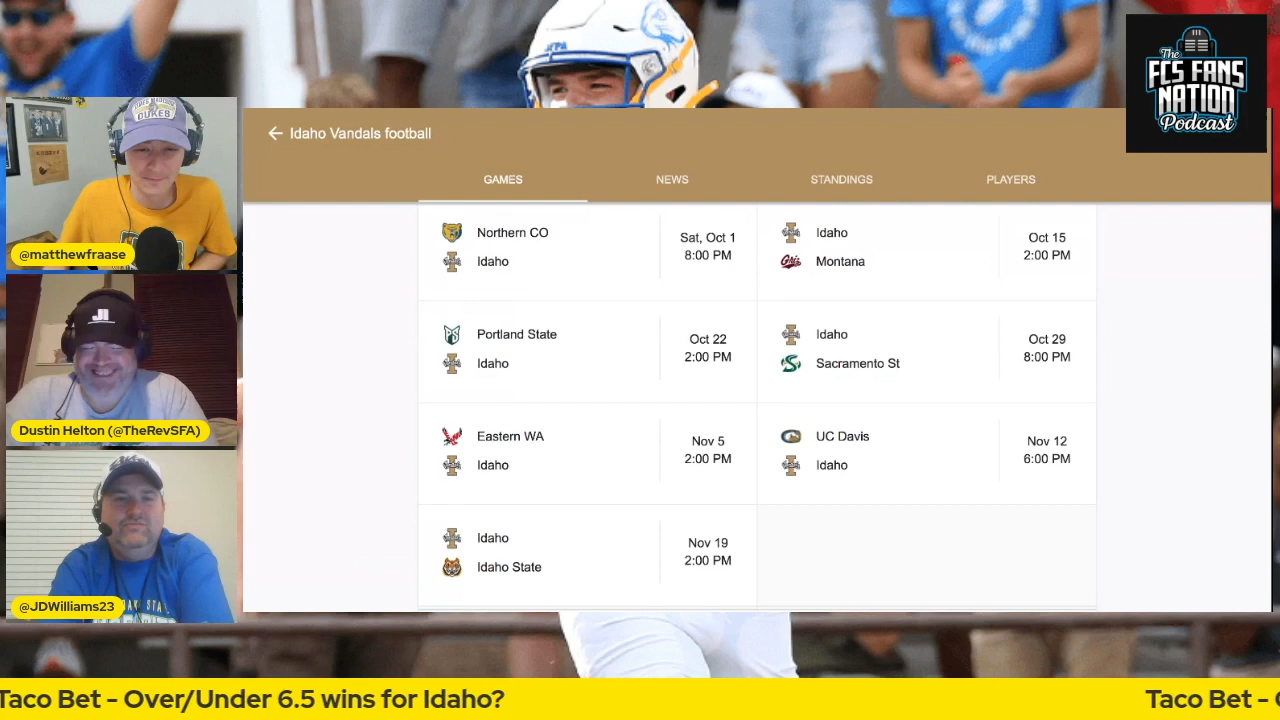 The
FCS FANS
NATION
Podcast
← Idaho Vandals football
GAMES
NEWS
STANDINGS
PLAYERS
Northern CO
Idaho
Sat, Oct 1
8:00 PM
Idaho
Montana
Oct 15
2:00 PM
Portland State
Idaho
Oct 22
2:00 PM
Idaho
Sacramento St
Oct 29
8:00 PM
Eastern WA
Idaho
Nov 5
2:00 PM
UC Davis
Idaho
Nov 12
6:00 PM
Idaho
Idaho State
Nov 19
2:00 PM
DUKES
@matthewfraase
JI
Dustin Helton (@TheRevSFA)
@JDWilliams23
Taco Bet - Over/Under 6.5 wins for Idaho?
Taco Bet -